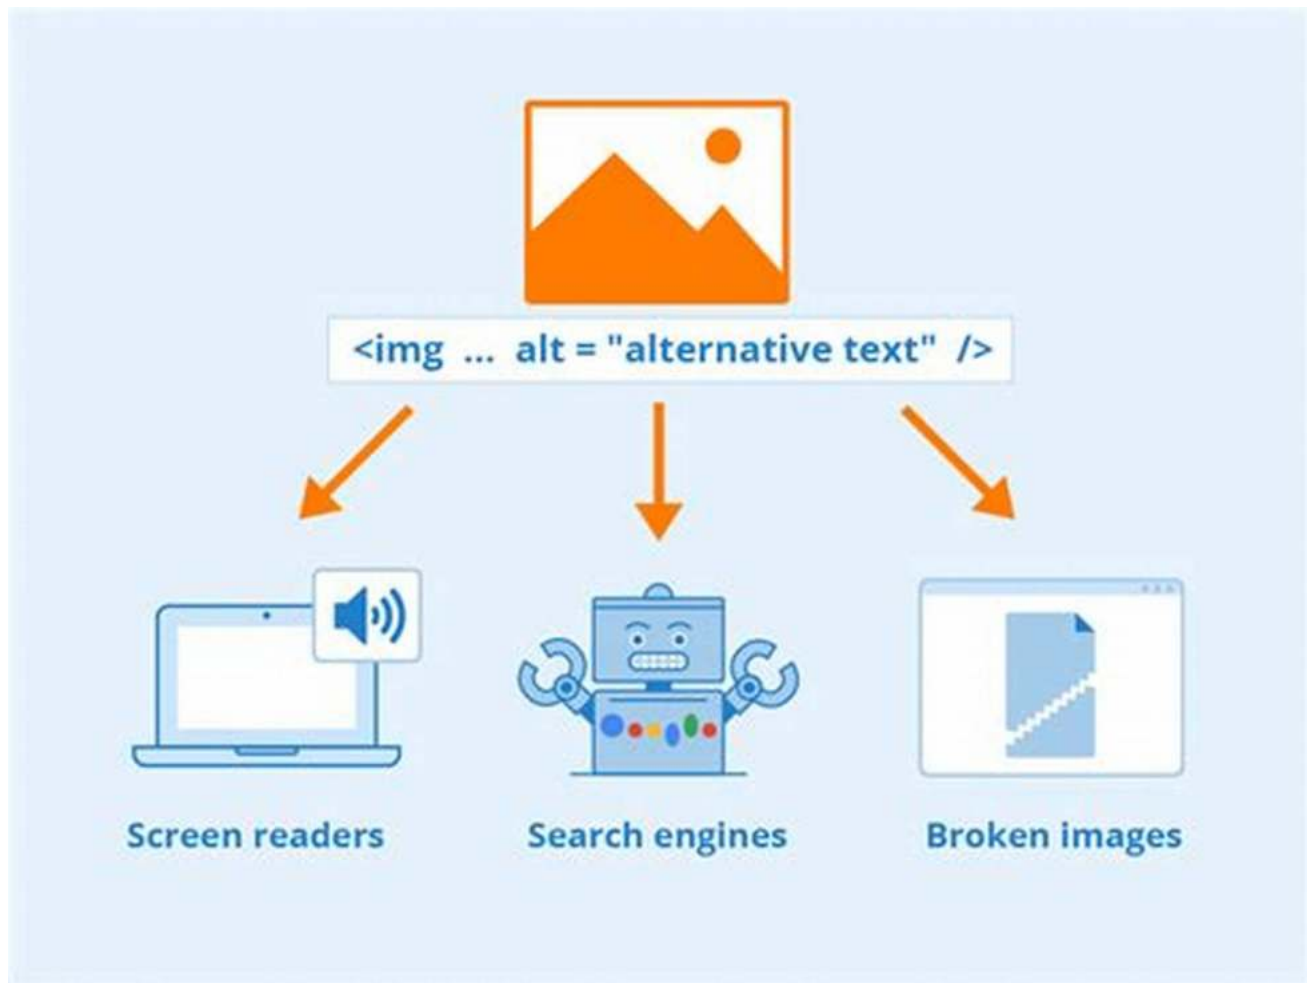 <img ... alt = "alternative text" />
Screen readers
Search engines
Broken images